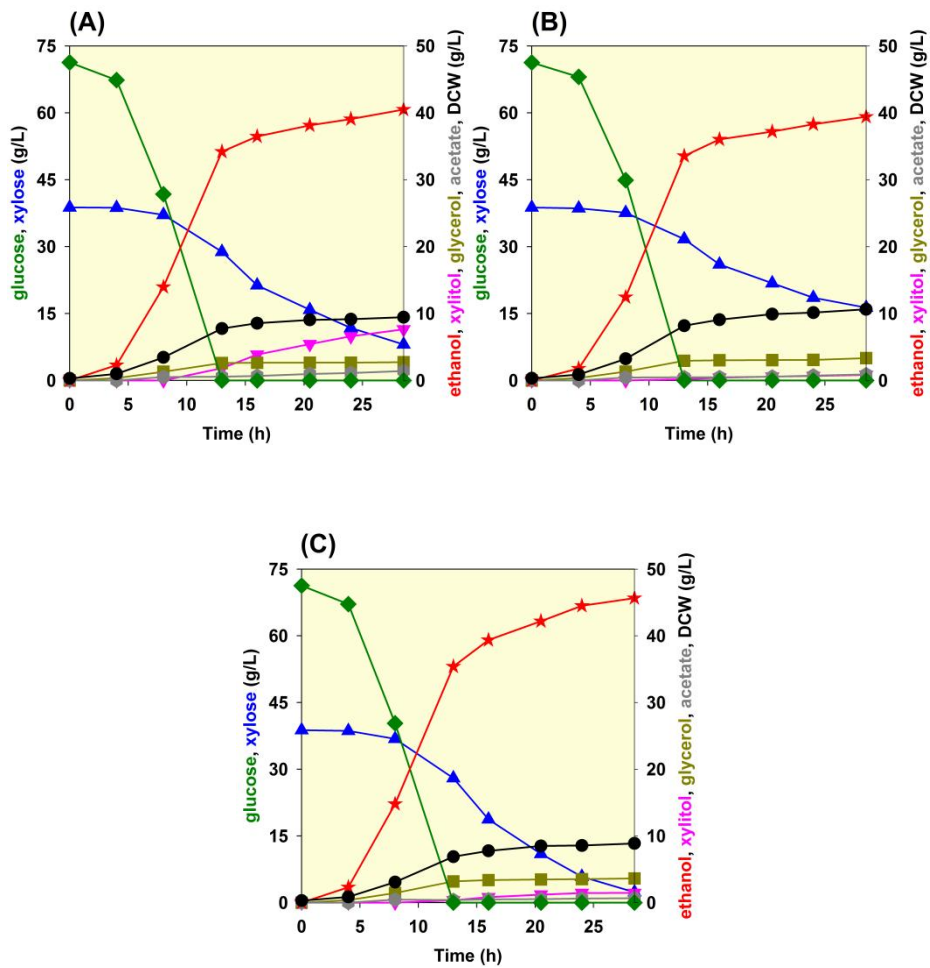 (A)
75
60
45
30
15
0
50
40
30
20
10
0
0 5 10 15 20 25
glucose, xylose (g/L)
ethanol, xylitol, glycerol, acetate, DCW (g/L)
Time (h)
(B)
75
60
45
30
15
0
50
40
30
20
10
0
0 5 10 15 20 25
glucose, xylose (g/L)
ethanol, xylitol, glycerol, acetate, DCW (g/L)
Time (h)
(C)
75
60
45
30
15
0
50
40
30
20
10
0
0 5 10 15 20 25
glucose, xylose (g/L)
ethanol, xylitol, glycerol, acetate, DCW (g/L)
Time (h)